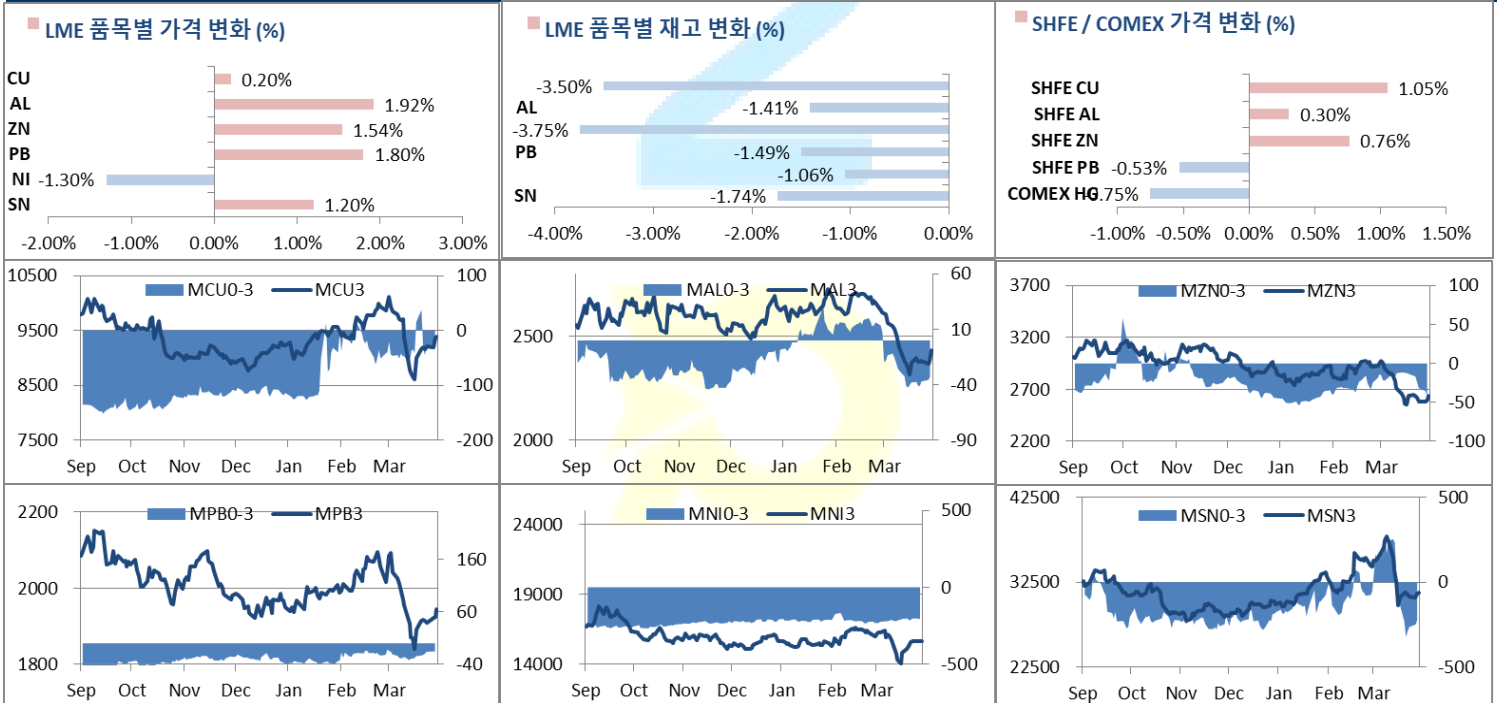 LME 품목별 가격 변화 (%)
CU 0.20%
AL 1.92%
ZN 1.54%
PB 1.80%
NI -1.30%
SN 1.20%
-2.00% -1.00% 0.00% 1.00% 2.00% 3.00%
LME 품목별 재고 변화 (%)
-3.50%
AL -1.41%
-3.75%
PB -1.49%
-1.06%
SN -1.74%
-4.00% -3.00% -2.00% -1.00% 0.00%
SHFE / COMEX 가격 변화 (%)
SHFE CU 1.05%
SHFE AL 0.30%
SHFE ZN 0.76%
SHFE PB -0.53%
COMEX HG .75%
-1.00% -0.50% 0.00% 0.50% 1.00% 1.50%
MCU0-3 MCU3
10500 100
9500 0
8500 -100
7500 -200
Sep Oct Nov Dec Jan Feb Mar
MAL0-3 MAL3
60
2500 10
-40
2000 -90
Sep Oct Nov Dec Jan Feb Mar
MZN0-3 MZN3
3700 100
50
3200
0
2700
-50
2200 -100
Sep Oct Nov Dec Jan Feb Mar
MPB0-3 MPB3
2200
160
2000
60
1800 -40
Sep Oct Nov Dec Jan Feb Mar
MNI0-3 MNI3
24000 500
19000 0
14000 -500
Sep Oct Nov Dec Jan Feb Mar
MSN0-3 MSN3
42500 500
32500 0
22500 -500
Sep Oct Nov Dec Jan Feb Mar